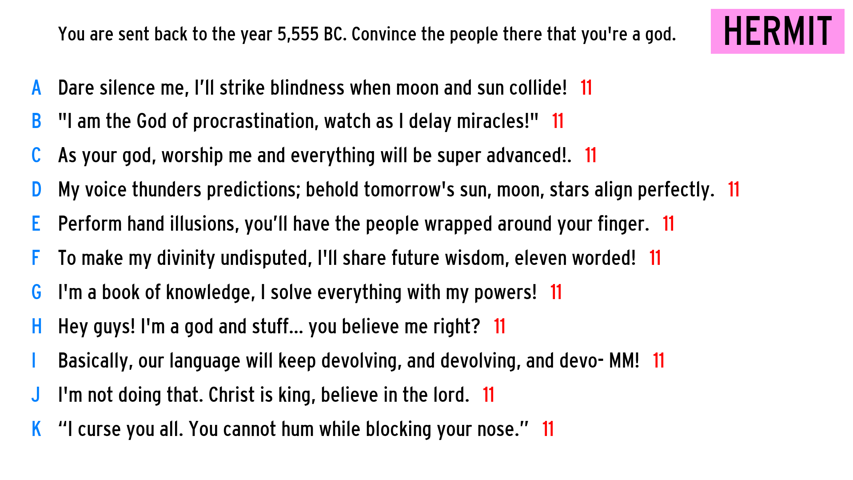 You are sent back to the year 5,555 BC. Convince the people there that you're a god.
HERMIT
A Dare silence me, I’ll strike blindness when moon and sun collide! 11
B "I am the God of procrastination, watch as I delay miracles!" 11
C As your god, worship me and everything will be super advanced!. 11
D My voice thunders predictions; behold tomorrow's sun, moon, stars align perfectly. 11
E Perform hand illusions, you’ll have the people wrapped around your finger. 11
F To make my divinity undisputed, I'll share future wisdom, eleven worded! 11
G I'm a book of knowledge, I solve everything with my powers! 11
H Hey guys! I'm a god and stuff... you believe me right? 11
I Basically, our language will keep devolving, and devolving, and devo- MM! 11
J I'm not doing that. Christ is king, believe in the lord. 11
K “I curse you all. You cannot hum while blocking your nose.” 11